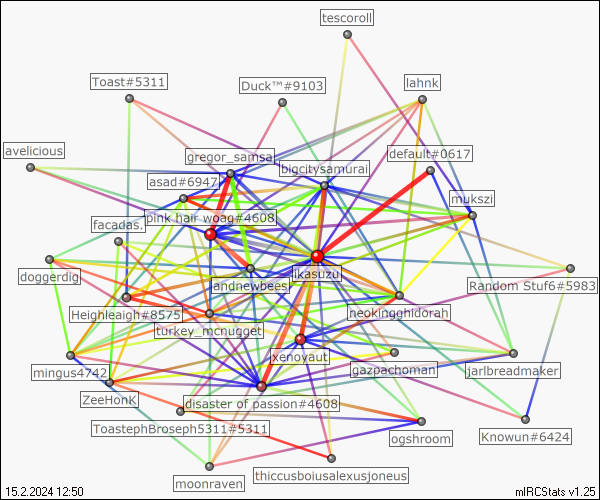 tescoroll
Toast#5311
Duck™#9103
lahnk
avelicious
gregor_samsa
bigcitysamurai
default#0617
asad#6947
mukszi
pink hair woag#4608
facadas.
doggerdig
ikasuzu
landnewbees
Random Stuf6#5983
Heighleaigh#8575
neokingghidorah
turkey_mcnugget
xenoyaut
mingus4742
gazpachoman
jarlbreadmaker
ZeeHonk
disaster of passion#4608
ToastephBroseph5311#5311
ogshroom
Knowun#6424
moonraven
thiccusboiusalexusjoneus
15.2.2024 12:50
mIRCStats v1.25